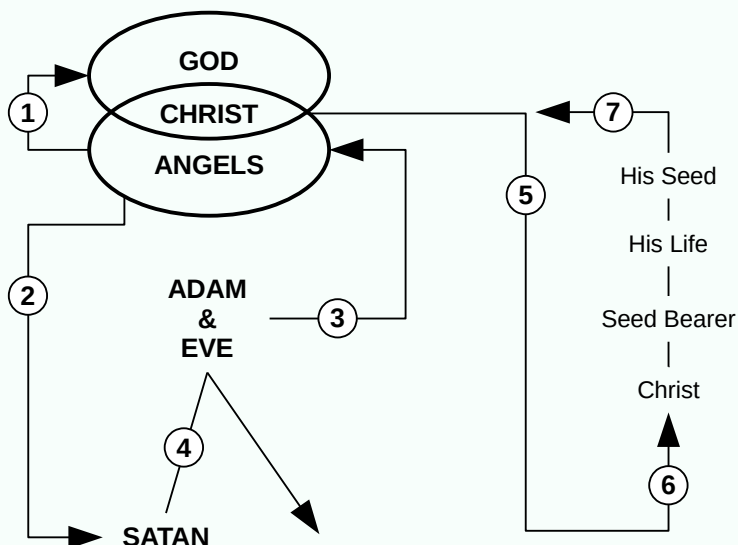 GOD
CHRIST
ANGELS
1
7
His Seed
5
His Life
2
ADAM
&
EVE
3
Seed Bearer
Christ
4
6
SATAN